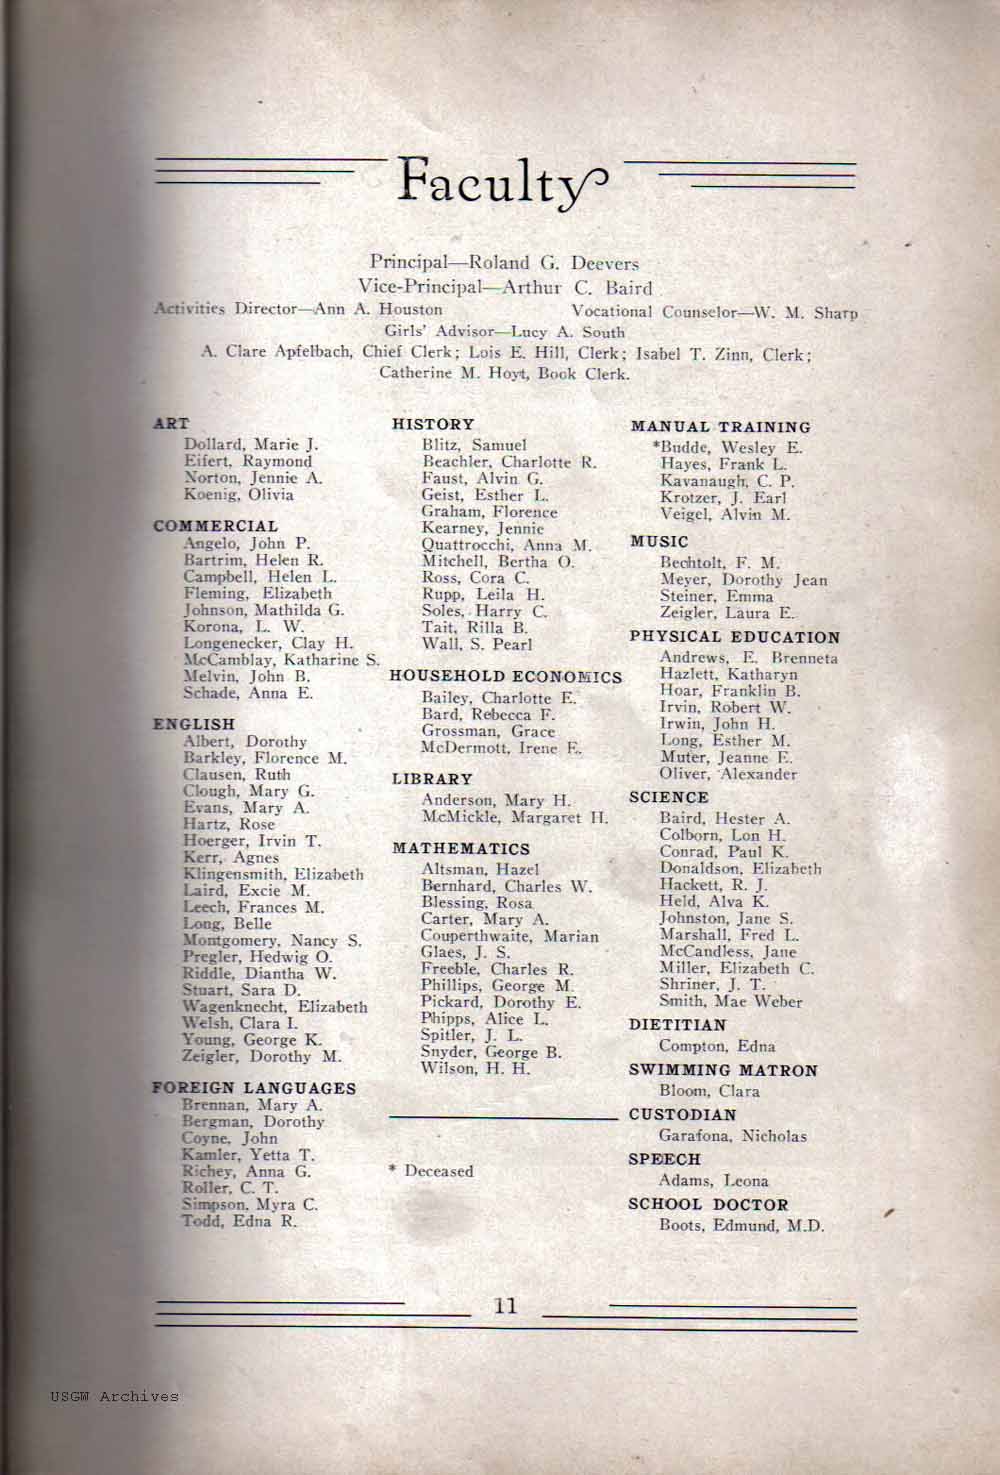 Faculty
Principal—Roland G. Deevers
Vice-Principal—Arthur C. Baird
Activities Director—Ann A. Houston
Vocational Counselor—W. M. Sharp
Girls' Advisor—Lucy A. South
A. Clare Apfelbach, Chief Clerk; Lois E. Hill, Clerk; Isabel T. Zinn, Clerk;
Catherine M. Hoyt, Book Clerk.
ART
Dollard, Marie J.
Eifert, Raymond
Norton, Jennie A.
Koenig, Olivia
COMMERCIAL
Angelo, John P.
Bartrim, Helen R.
Campbell, Helen L.
Fleming, Elizabeth
Johnson, Mathilda G.
Korona, L. W.
Longenecker, Clay H.
McCamblay, Katharine S.
Melvin, John B.
Schade, Anna E.
ENGLISH
Albert, Dorothy
Barkley, Florence M.
Clausen, Ruth
Clough, Mary G.
Evans, Mary A.
Hartz, Rose
Hoerger, Irvin T.
Kerr, Agnes
Klingensmith, Elizabeth
Laird, Excie M.
Leech, Frances M.
Long, Belle
Montgomery, Nancy S.
Pregler, Hedwig O.
Riddle, Diantha W.
Stuart, Sara D.
Wagenknecht, Elizabeth
Welsh, Clara I.
Young, George K.
Zeigler, Dorothy M.
FOREIGN LANGUAGES
Brennan, Mary A.
Bergman, Dorothy
Coyne, John
Kamler, Yetta T.
Richey, Anna G.
Roller, C. T.
Simpson, Myra C.
Todd, Edna R.
HISTORY
Blitz, Samuel
Beachler, Charlotte R.
Faust, Alvin G.
Geist, Esther L.
Graham, Florence
Kearney, Jennie
Quattrocchi, Anna M.
Mitchell, Bertha O.
Ross, Cora C.
Rupp, Leila H.
Soles, Harry C.
Tait, Rilla B.
Wall, S. Pearl
HOUSEHOLD ECONOMICS
Bailey, Charlotte E.
Bard, Rebecca F.
Grossman, Grace
McDermott, Irene E.
LIBRARY
Anderson, Mary H.
McMickle, Margaret H.
MATHEMATICS
Altsman, Hazel
Bernhard, Charles W.
Blessing, Rosa
Carter, Mary A.
Couperthwaite, Marian
Glaes, J. S.
Freeble, Charles R.
Phillips, George M.
Pickard, Dorothy E.
Phipps, Alice L.
Spitler, J. L.
Snyder, George B.
Wilson, H. H.
* Deceased
MANUAL TRAINING
*Budde, Wesley E.
Hayes, Frank L.
Kavanaugh, C. P.
Krotzer, J. Earl
Veigel, Alvin M.
MUSIC
Bechtolt, F. M.
Meyer, Dorothy Jean
Steiner, Emma
Zeigler, Laura E.
PHYSICAL EDUCATION
Andrews, E. Brenneta
Hazlett, Katharyn
Hoar, Franklin B.
Irvin, Robert W.
Irwin, John H.
Long, Esther M.
Muter, Jeanne E.
Oliver, Alexander
SCIENCE
Baird, Hester A.
Colborn, Lon H.
Conrad, Paul K.
Donaldson, Elizabeth
Hackett, R. J.
Held, Alva K.
Johnston, Jane S.
Marshall, Fred L.
McCandless, Jane
Miller, Elizabeth C.
Shriner, J. T.
Smith, Mae Weber
DIETITIAN
Compton, Edna
SWIMMING MATRON
Bloom, Clara
CUSTODIAN
Garafona, Nicholas
SPEECH
Adams, Leona
SCHOOL DOCTOR
Boots, Edmund, M.D.
11
USGW Archives